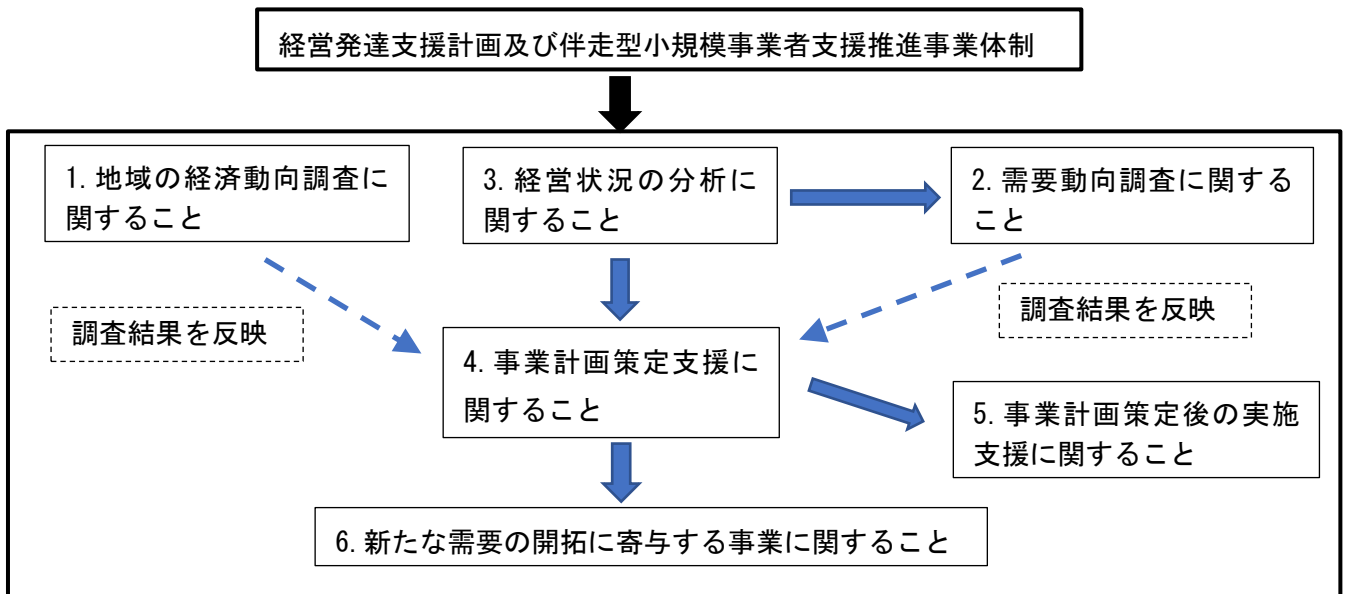 経営発達支援計画及び伴走型小規模事業者支援推進事業体制
1.地域の経済動向調査に
関すること
3.経営状況の分析に
関すること
2.需要動向調査に関する
こと
調査結果を反映
調査結果を反映
4.事業計画策定支援に
関すること
5.事業計画策定後の実施
支援に関すること
6.新たな需要の開拓に寄与する事業に関すること